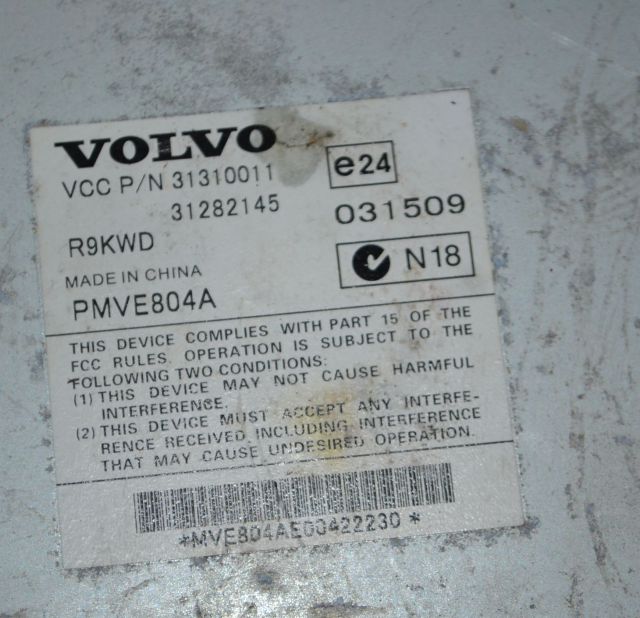 VOLVO
VCC P/N 31310011
31282145
e24
031509
R9KWD
N18
MADE IN CHINA
PMVE804A
THIS DEVICE COMPLIES WITH PART 15 OF THE
FCC RULES. OPERATION IS SUBJECT TO THE
FOLLOWING TWO CONDITIONS:
(1) THIS DEVICE MAY NOT CAUSE HARMFUL
INTERFERENCE.
(2) THIS DEVICE MUST ACCEPT ANY INTERFE-
RENCE RECEIVED, INCLUDING INTERFERENCE
THAT MAY CAUSE UNDESIRED OPERATION.
*MVE804AE00422230*